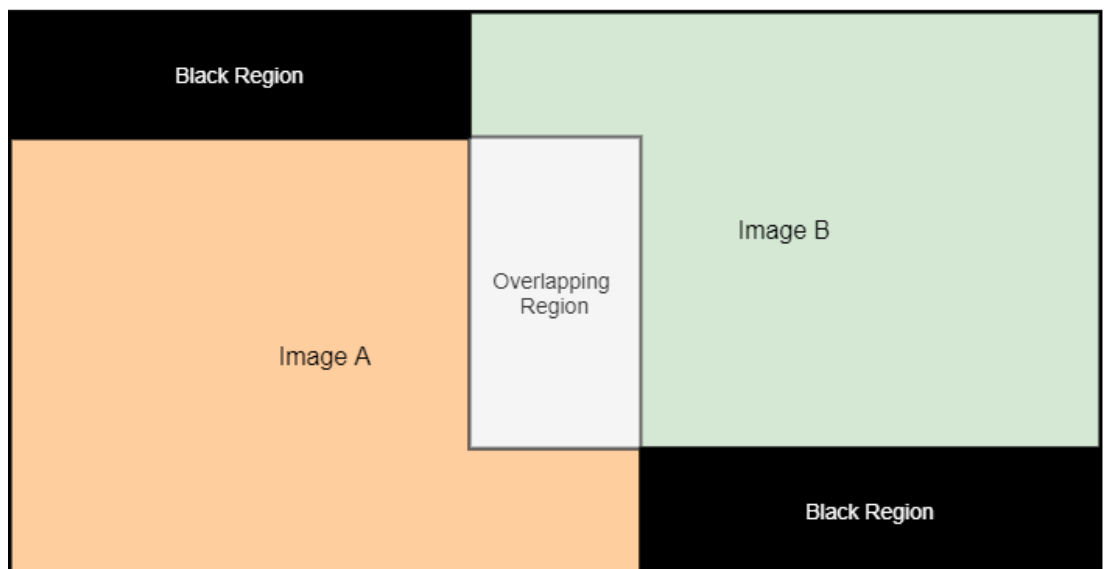 Black Region
Image B
Overlapping
Region
Image A
Black Region